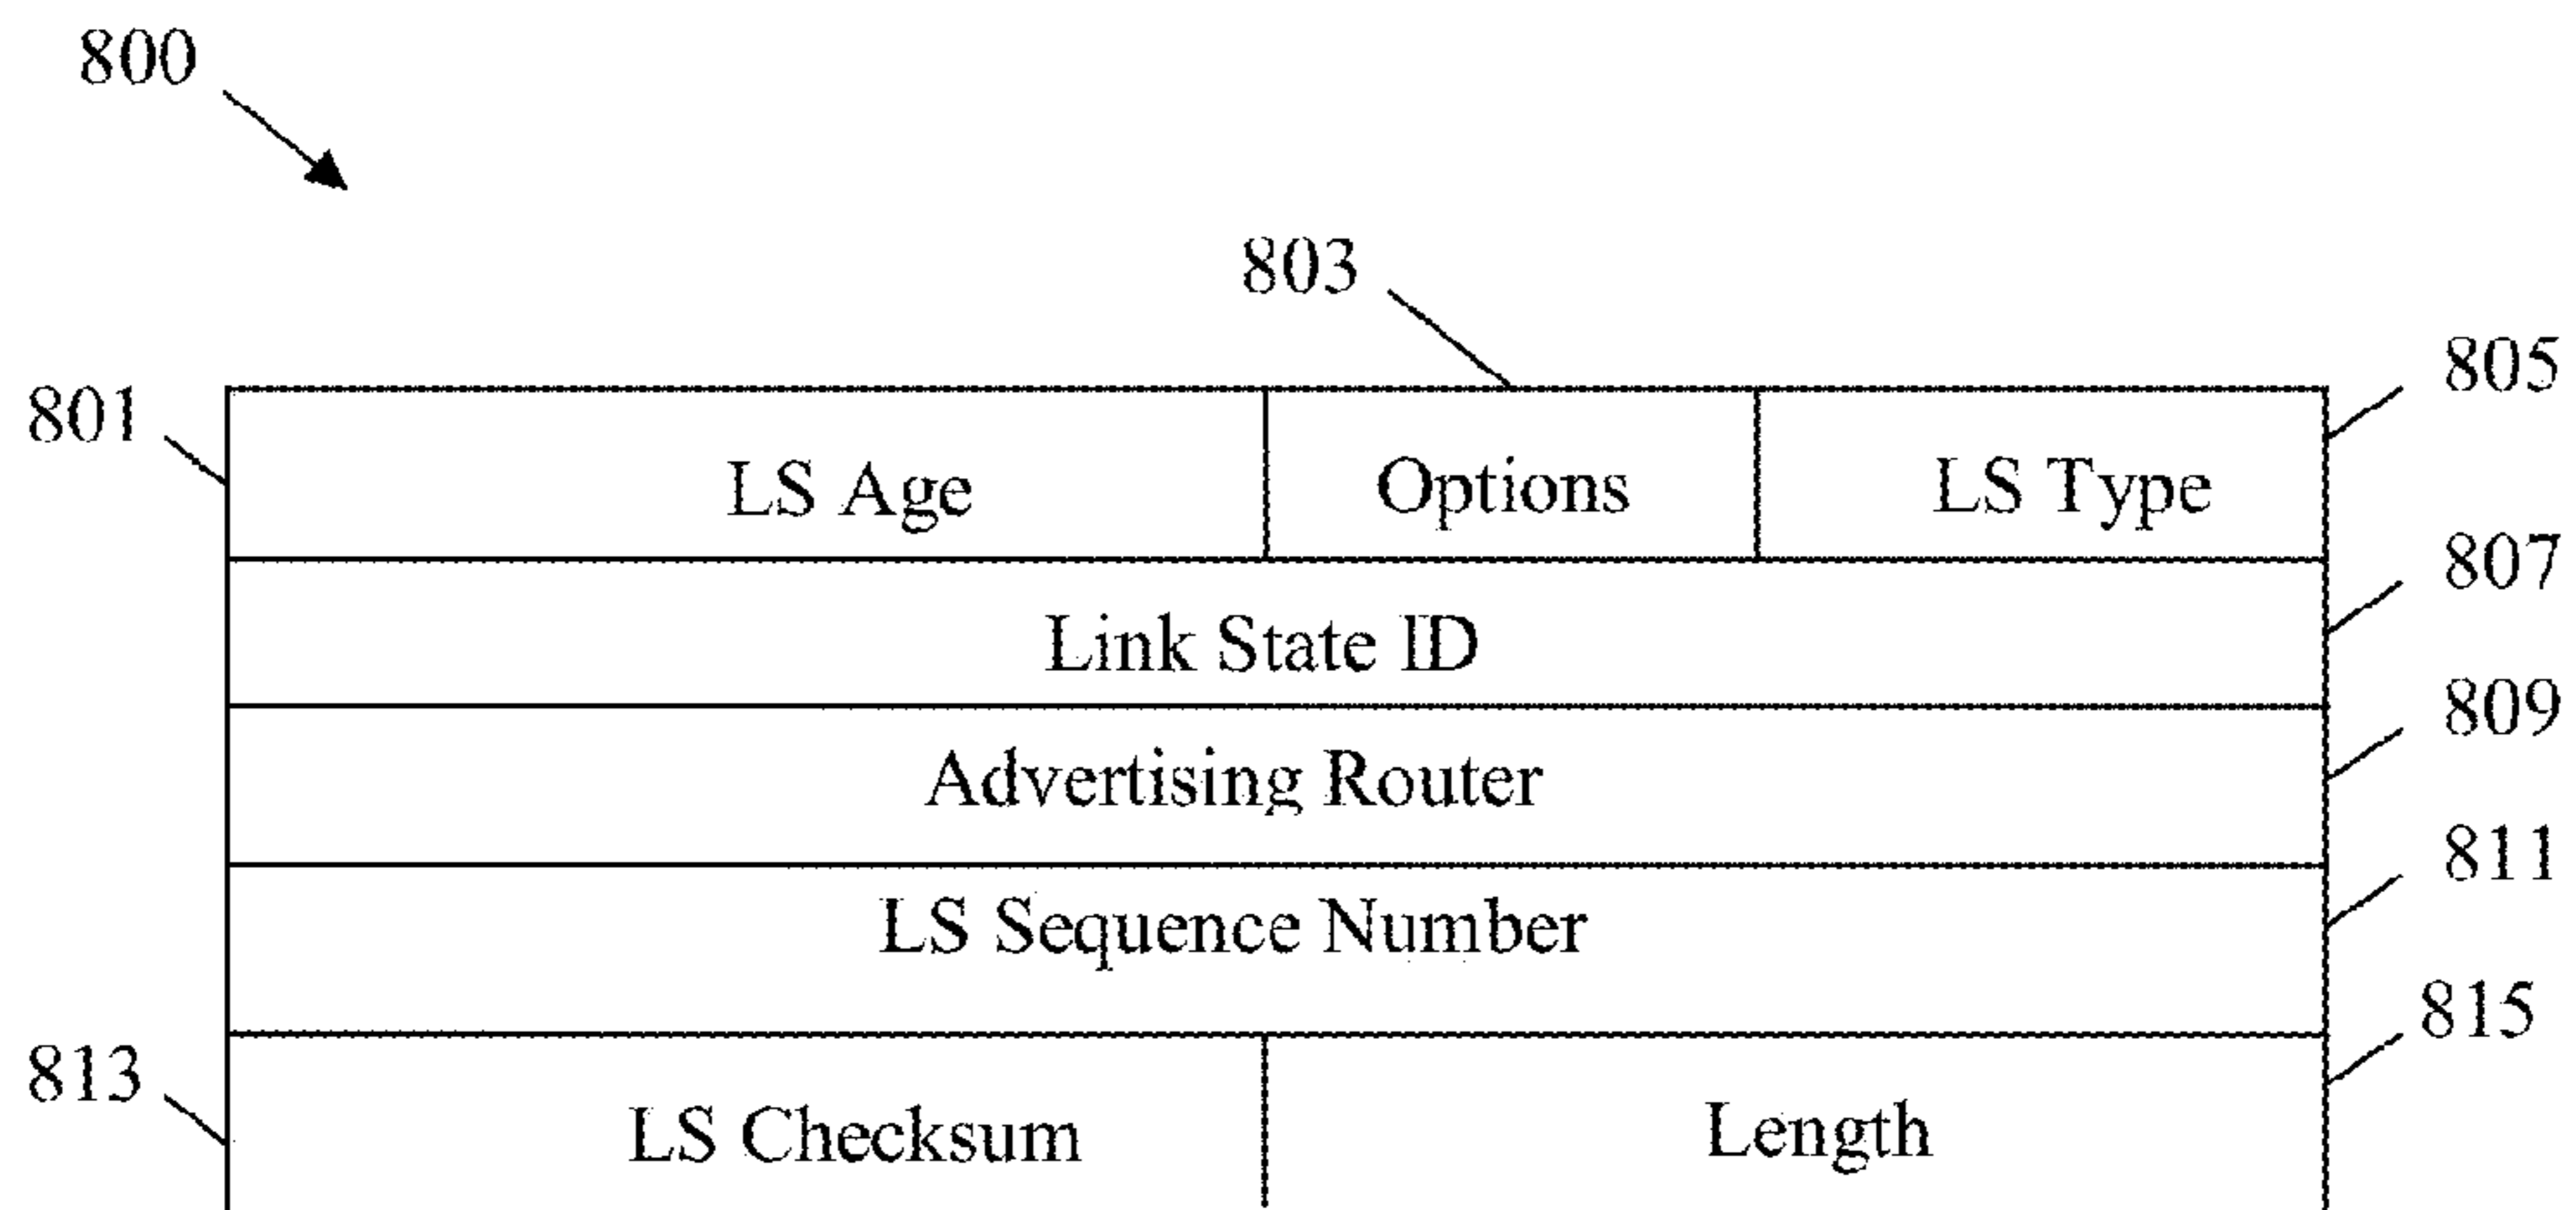 800
803
805
801
LS Age Options LS Type
807
Link State ID
809
Advertising Router
811
LS Sequence Number
815
813
LS Checksum Length